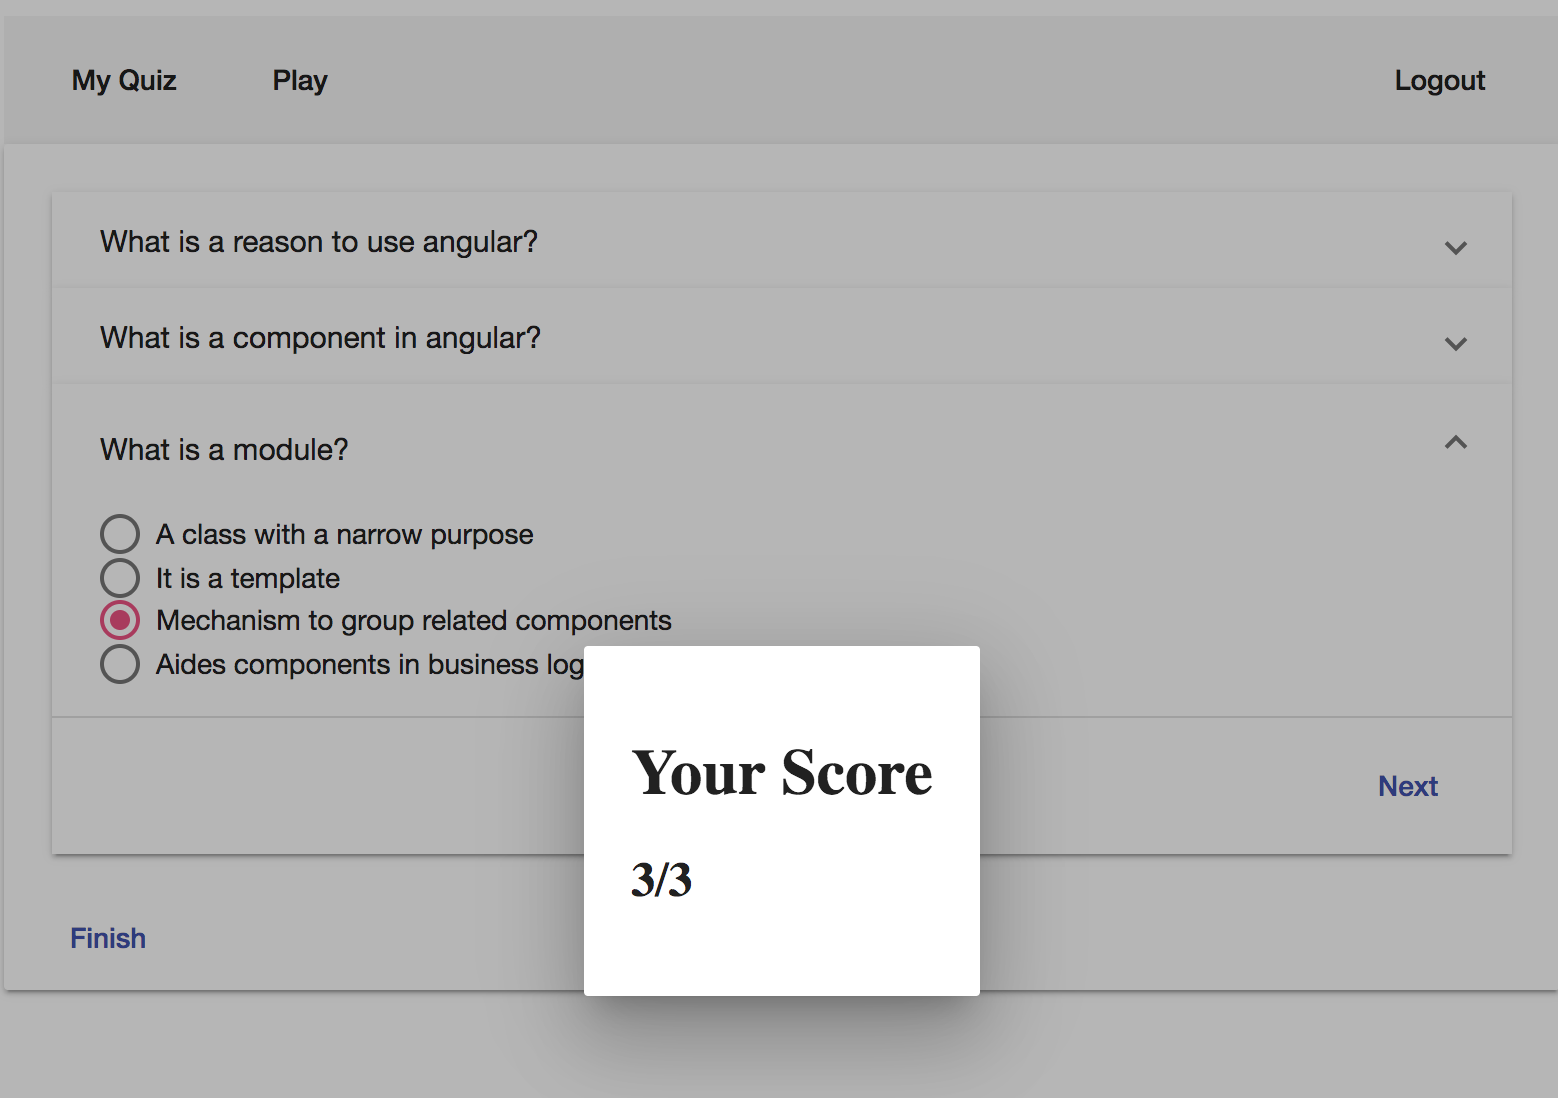 My Quiz Play Logout
What is a reason to use angular?
What is a component in angular?
What is a module?
A class with a narrow purpose
It is a template
Mechanism to group related components
Aides components in business
Your Score
3/3
Next
Finish